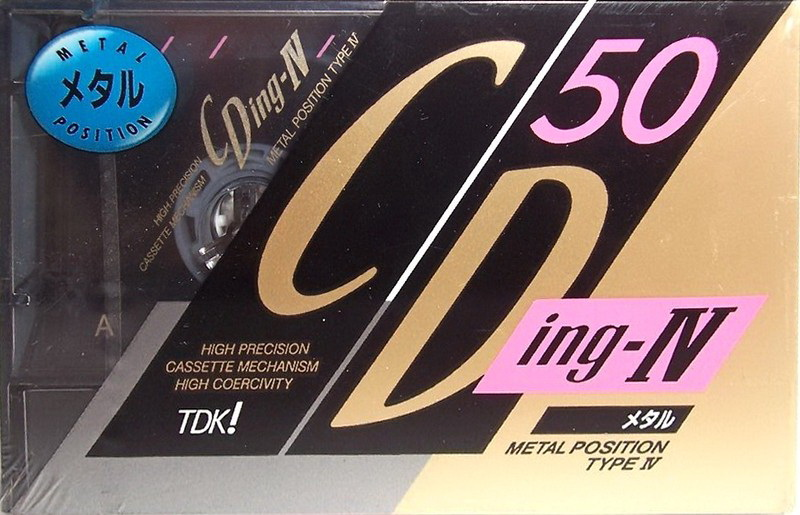 METAL
メタル
POSITION
CDing-IV
METAL POSITION TYPE IV
HIGH PRECISION
CASSETTE MECHANISM
A
CD
50
ing-IV
HIGH PRECISION
CASSETTE MECHANISM
HIGH COERCIVITY
TDK!
メタル
METAL POSITION
TYPE IV